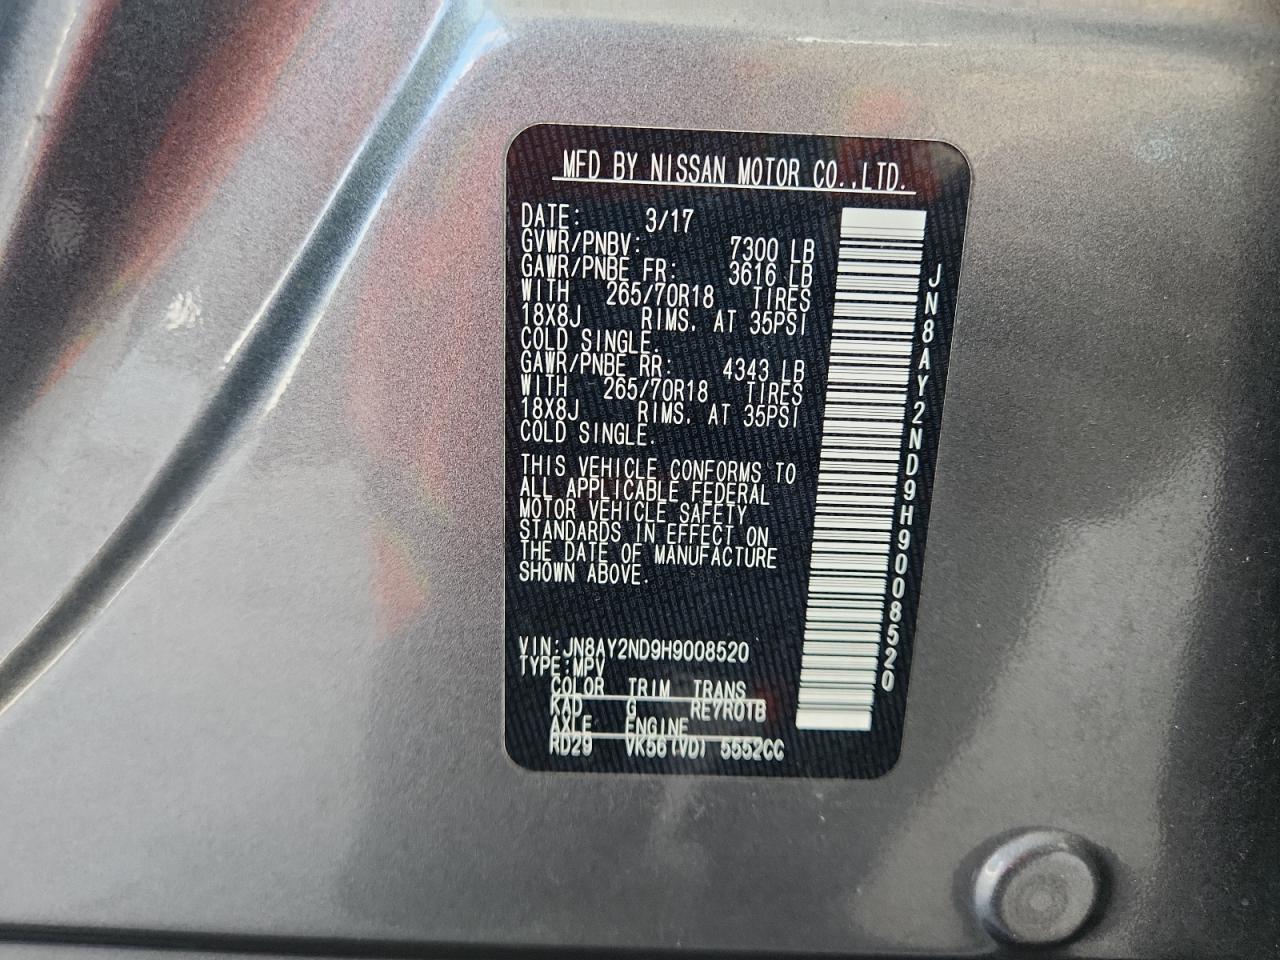 MFD BY NISSAN MOTOR CO.,LTD.
DATE: 3/17
GVWR/PNBV: 7300 LB
GAWR/PNBE FR: 3616 LB
WITH 265/70R18 TIRES
18X8J RIMS. AT 35PSI
COLD SINGLE.
GAWR/PNBE RR: 4343 LB
WITH 265/70R18 TIRES
18X8J RIMS. AT 35PSI
COLD SINGLE.
THIS VEHICLE CONFORMS TO
ALL APPLICABLE FEDERAL
MOTOR VEHICLE SAFETY
STANDARDS IN EFFECT ON
THE DATE OF MANUFACTURE
SHOWN ABOVE.
VIN:JN8AY2ND9H9008520
TYPE:MPV
COLOR TRIM TRANS
KAD G RE7R01B
AXLE ENGINE
RD29 VK56(VD) 5552CC
JN8AY2ND9H9008520